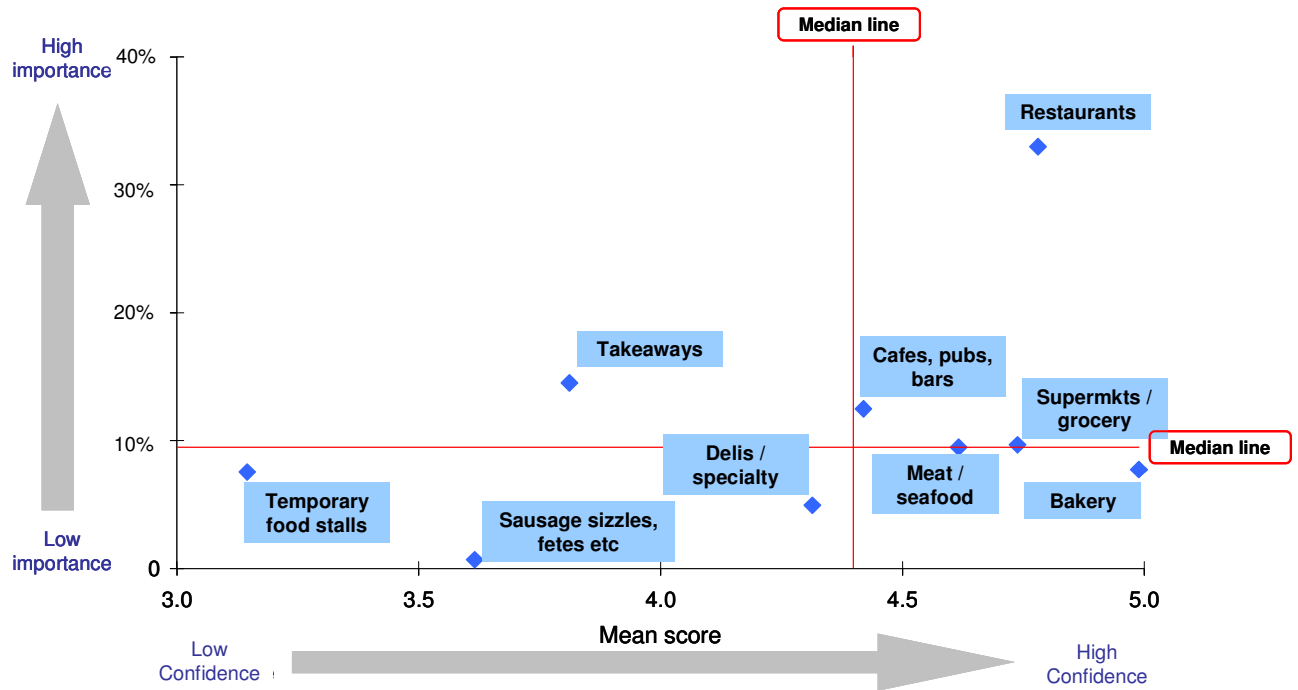 Median line
High
importance
40%
Restaurants
30%
20%
Takeaways
Cafes, pubs,
bars
Supermkts /
grocery
10%
Median line
Delis /
specialty
Meat /
seafood
Bakery
Temporary
food stalls
Sausage sizzles,
fetes etc
Low
importance
0
3.0
3.5
4.0
4.5
5.0
Mean score
Low
Confidence
High
Confidence